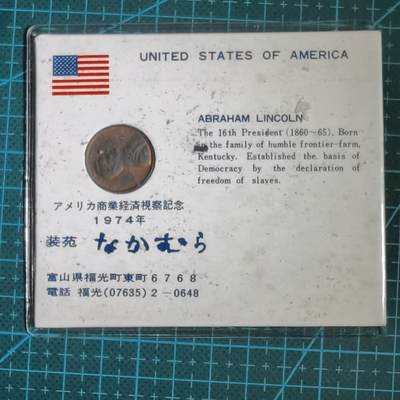 UNITED STATES OF AMERICA
ABRAHAM LINCOLN
The 16th President (1860~65). Born
in the family of humble frontier-farm,
Kentucky. Established the basis of
Democracy by the declaration of
freedom of slaves.
アメリカ商業経済視察記念
1974年
装苑 なかむら
富山県福光町東町6768
電話 福光(07635)2-0648